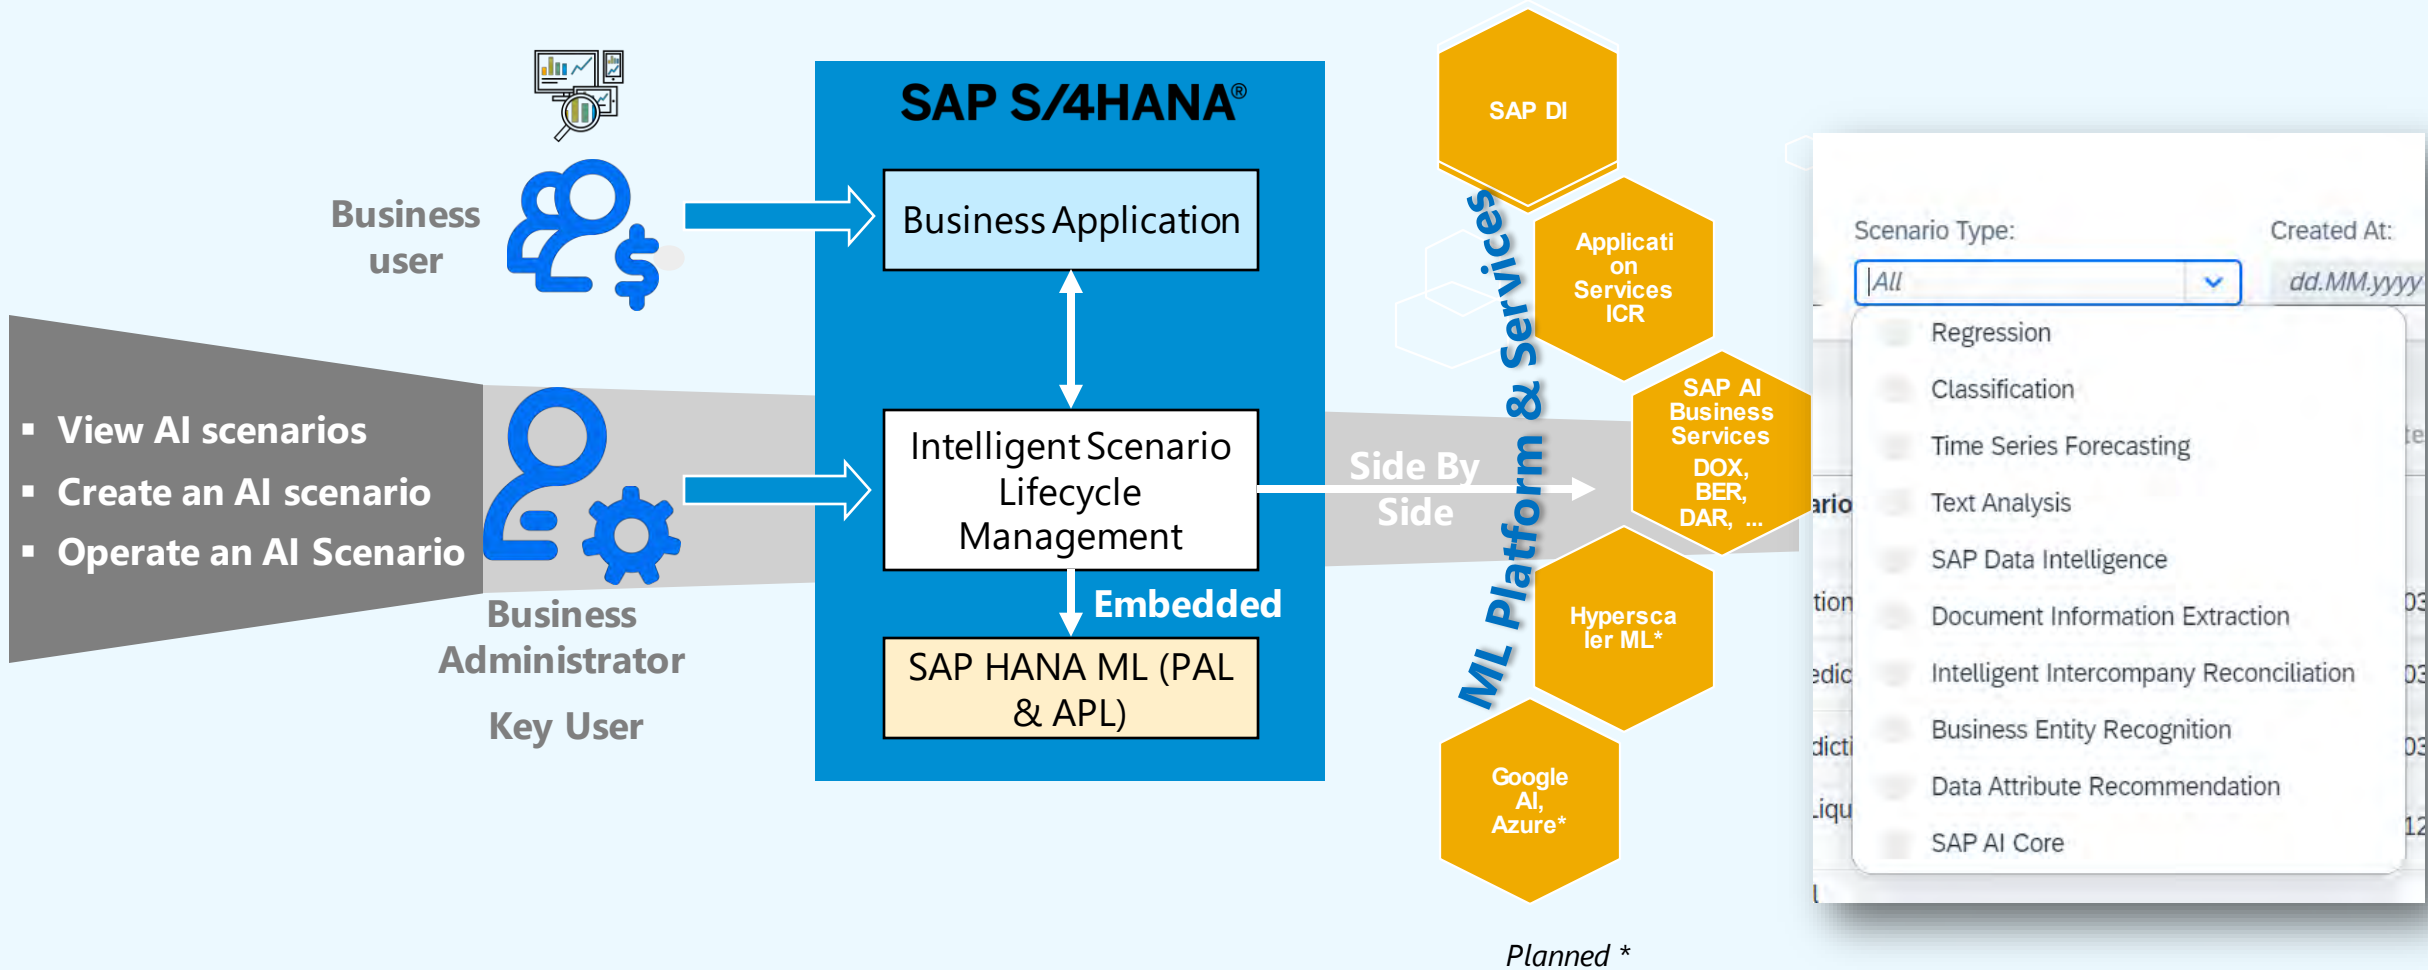 SAP S/4HANA®
Business
user
Business Application
▪ View AI scenarios
▪ Create an AI scenario
▪ Operate an AI Scenario
Intelligent Scenario
Lifecycle
Management
Business
Administrator
Key User
Embedded
SAP HANA ML (PAL
& APL)
Side By
Side
ML Platform & Services
SAP DI
Applicati
on
Services
ICR
SAP AI
Business
Services
DOX,
BER,
DAR, ...
Hypersca
ler ML*
Google
AI,
Azure*
Planned *
Scenario Type:
Created At:
All
dd.MM.yyyy
Regression
Classification
Time Series Forecasting
Text Analysis
SAP Data Intelligence
Document Information Extraction
Intelligent Intercompany Reconciliation
Business Entity Recognition
Data Attribute Recommendation
SAP AI Core